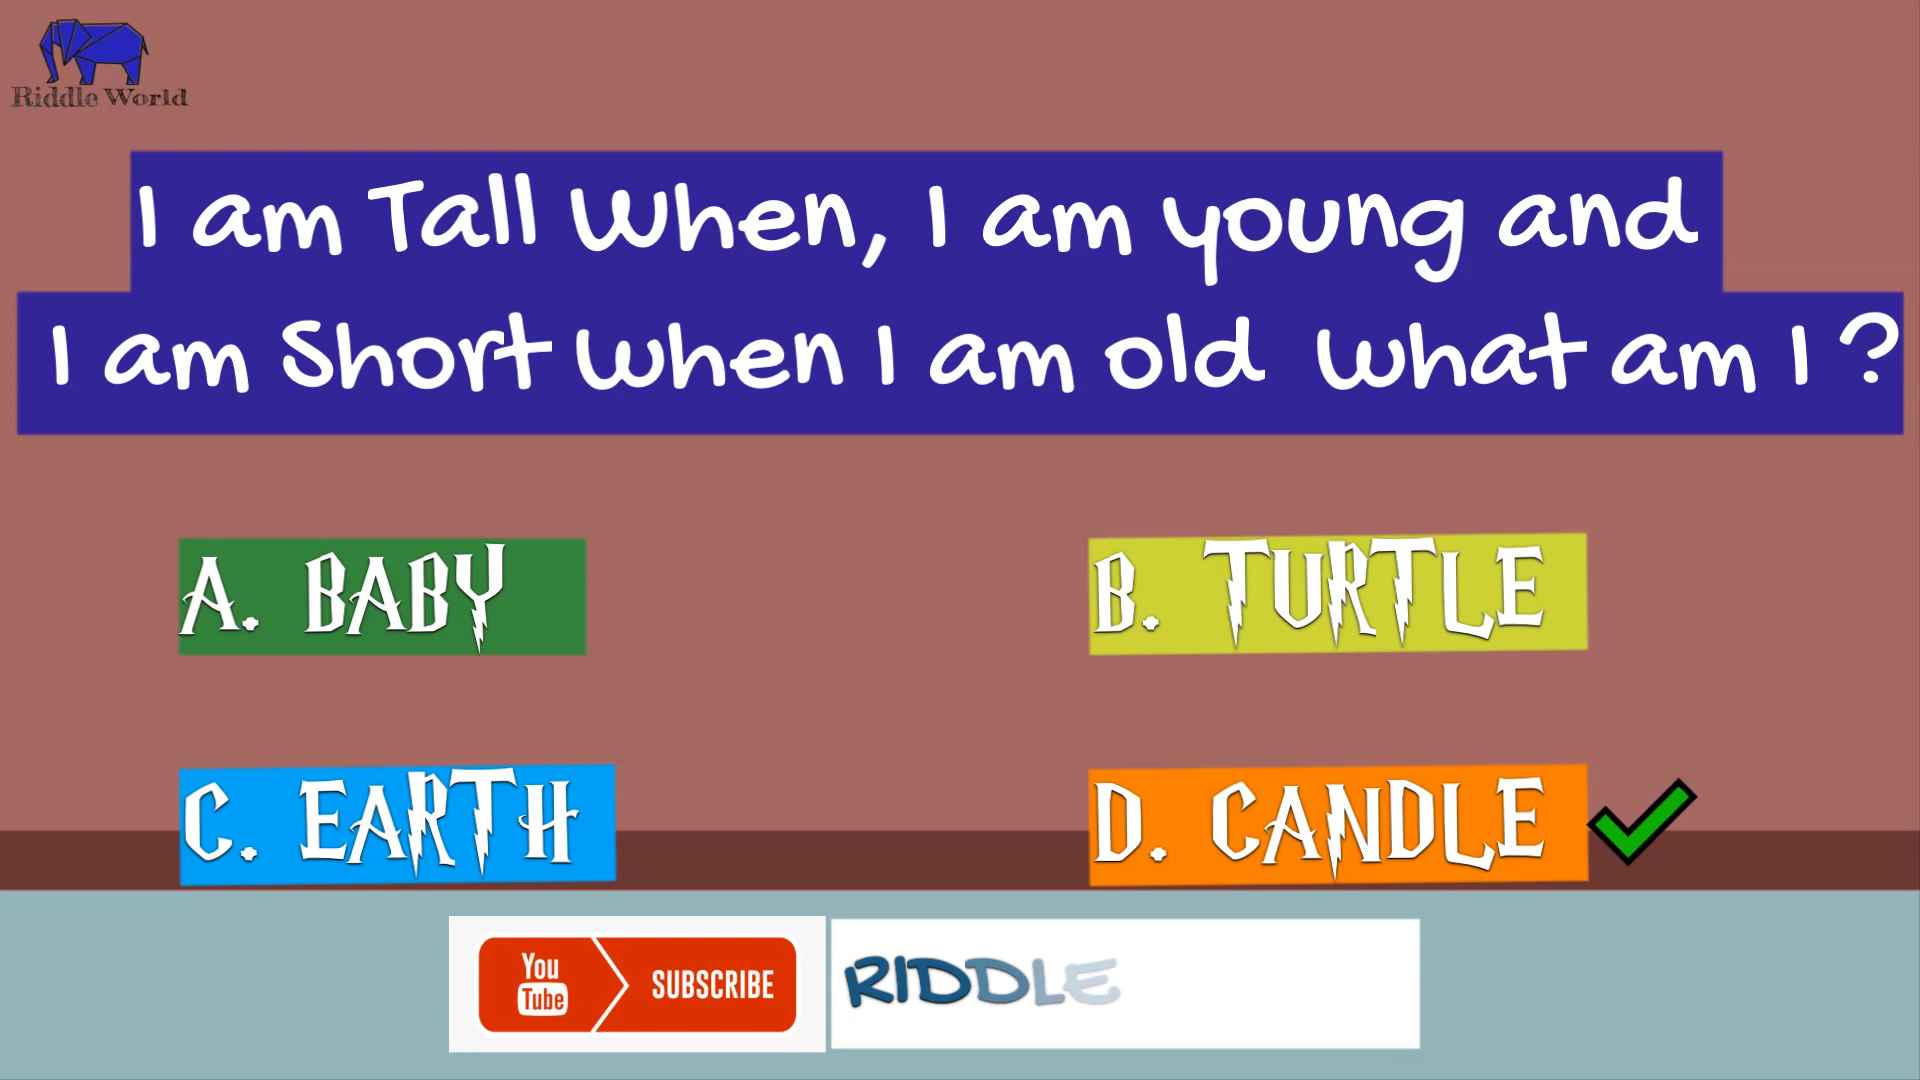 Riddle World
I am Tall When, I am young and
I am Short when I am old what am I ?
A. BABY
B. TURTLE
C. EARTH
D. CANDLE
You
Tube
SUBSCRIBE
RIDDLE